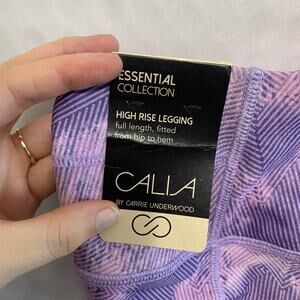 ESSENTIAL
COLLECTION
HIGH RISE LEGGING
full length, fitted
from hip to hem
CALIA
BY CARRIE UNDERWOOD